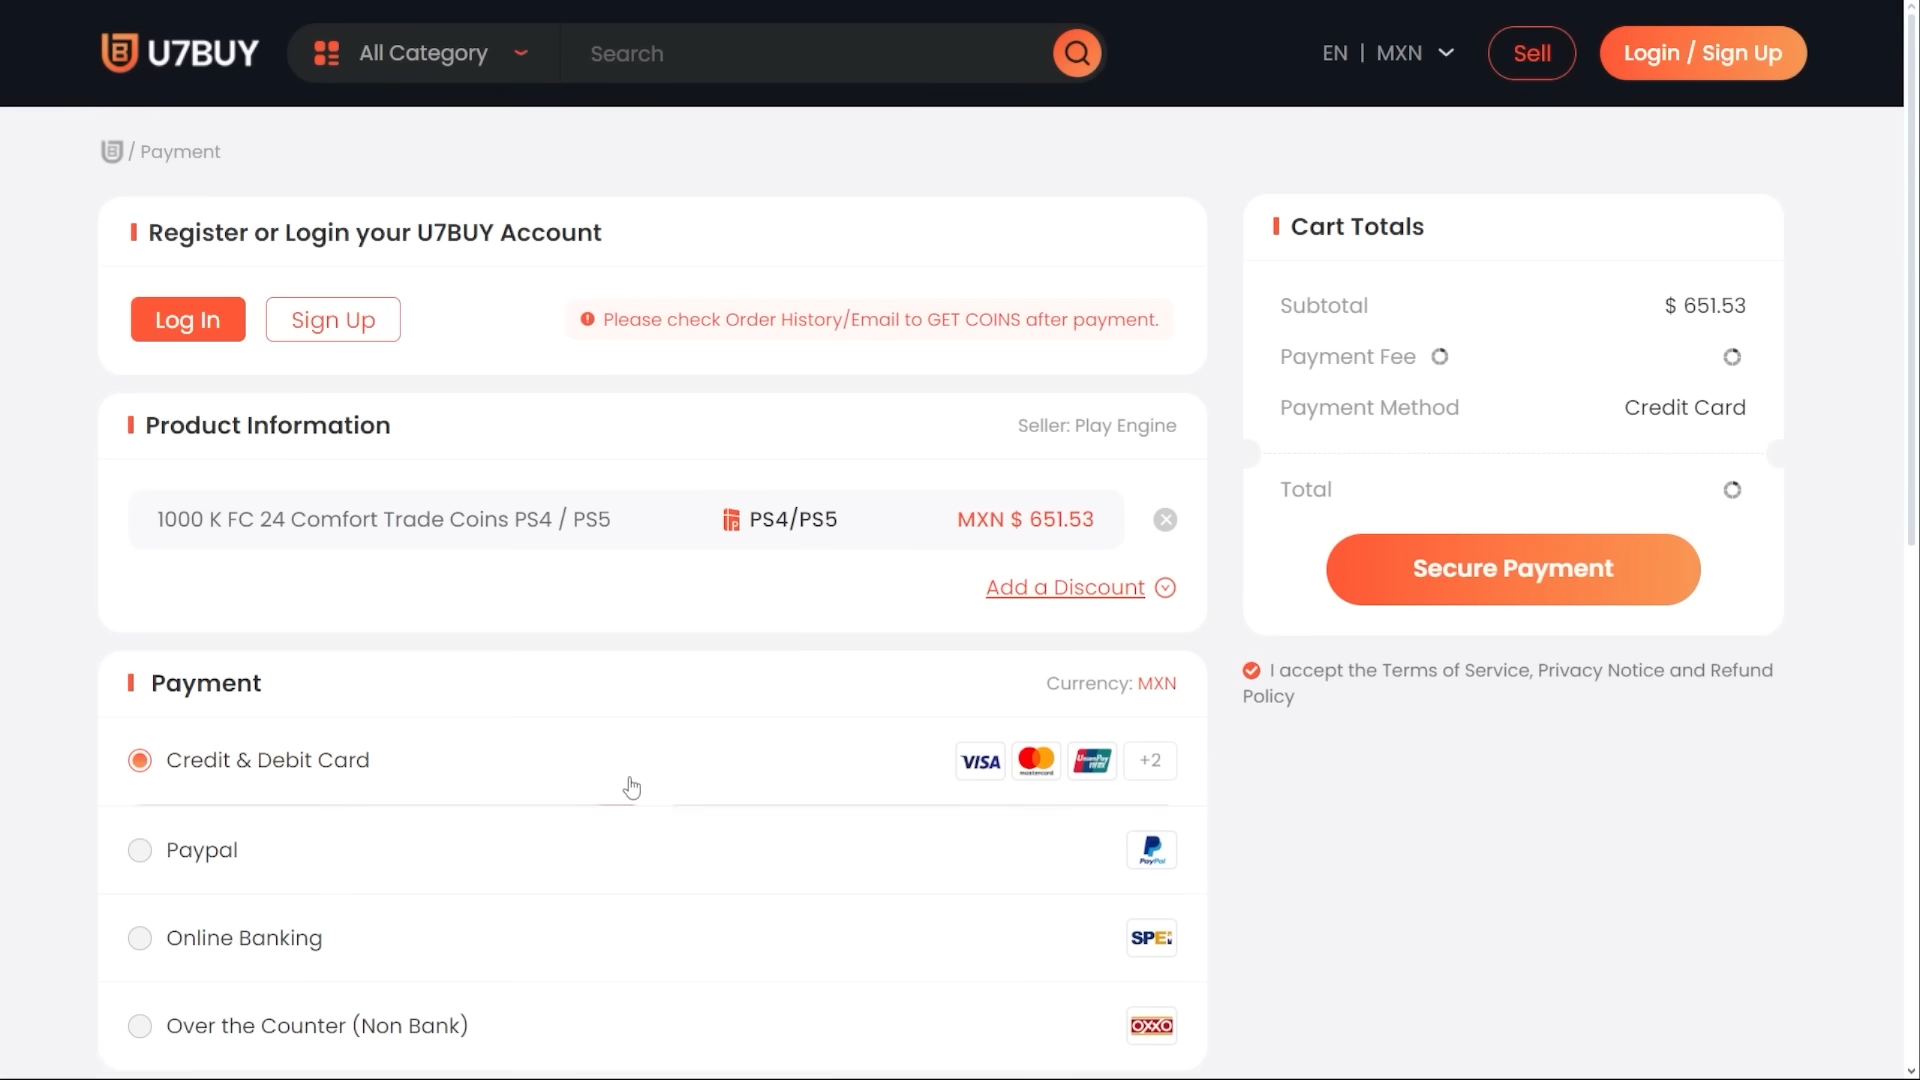 U7BUY
All Category
Search
EN | MXN
Sell
Login / Sign Up
/ Payment
Register or Login your U7BUY Account
Log In
Sign Up
Please check Order History/Email to GET COINS after payment.
Product Information
Seller: Play Engine
1000 K FC 24 Comfort Trade Coins PS4 / PS5
PS4/PS5
MXN $ 651.53
Add a Discount
Payment
Currency: MXN
Credit & Debit Card
VISA
mastercard
UnionPay
+2
Paypal
PayPal
Online Banking
SPEI
Over the Counter (Non Bank)
OXXO
Cart Totals
Subtotal
$ 651.53
Payment Fee
Payment Method
Credit Card
Total
Secure Payment
I accept the Terms of Service, Privacy Notice and Refund
Policy